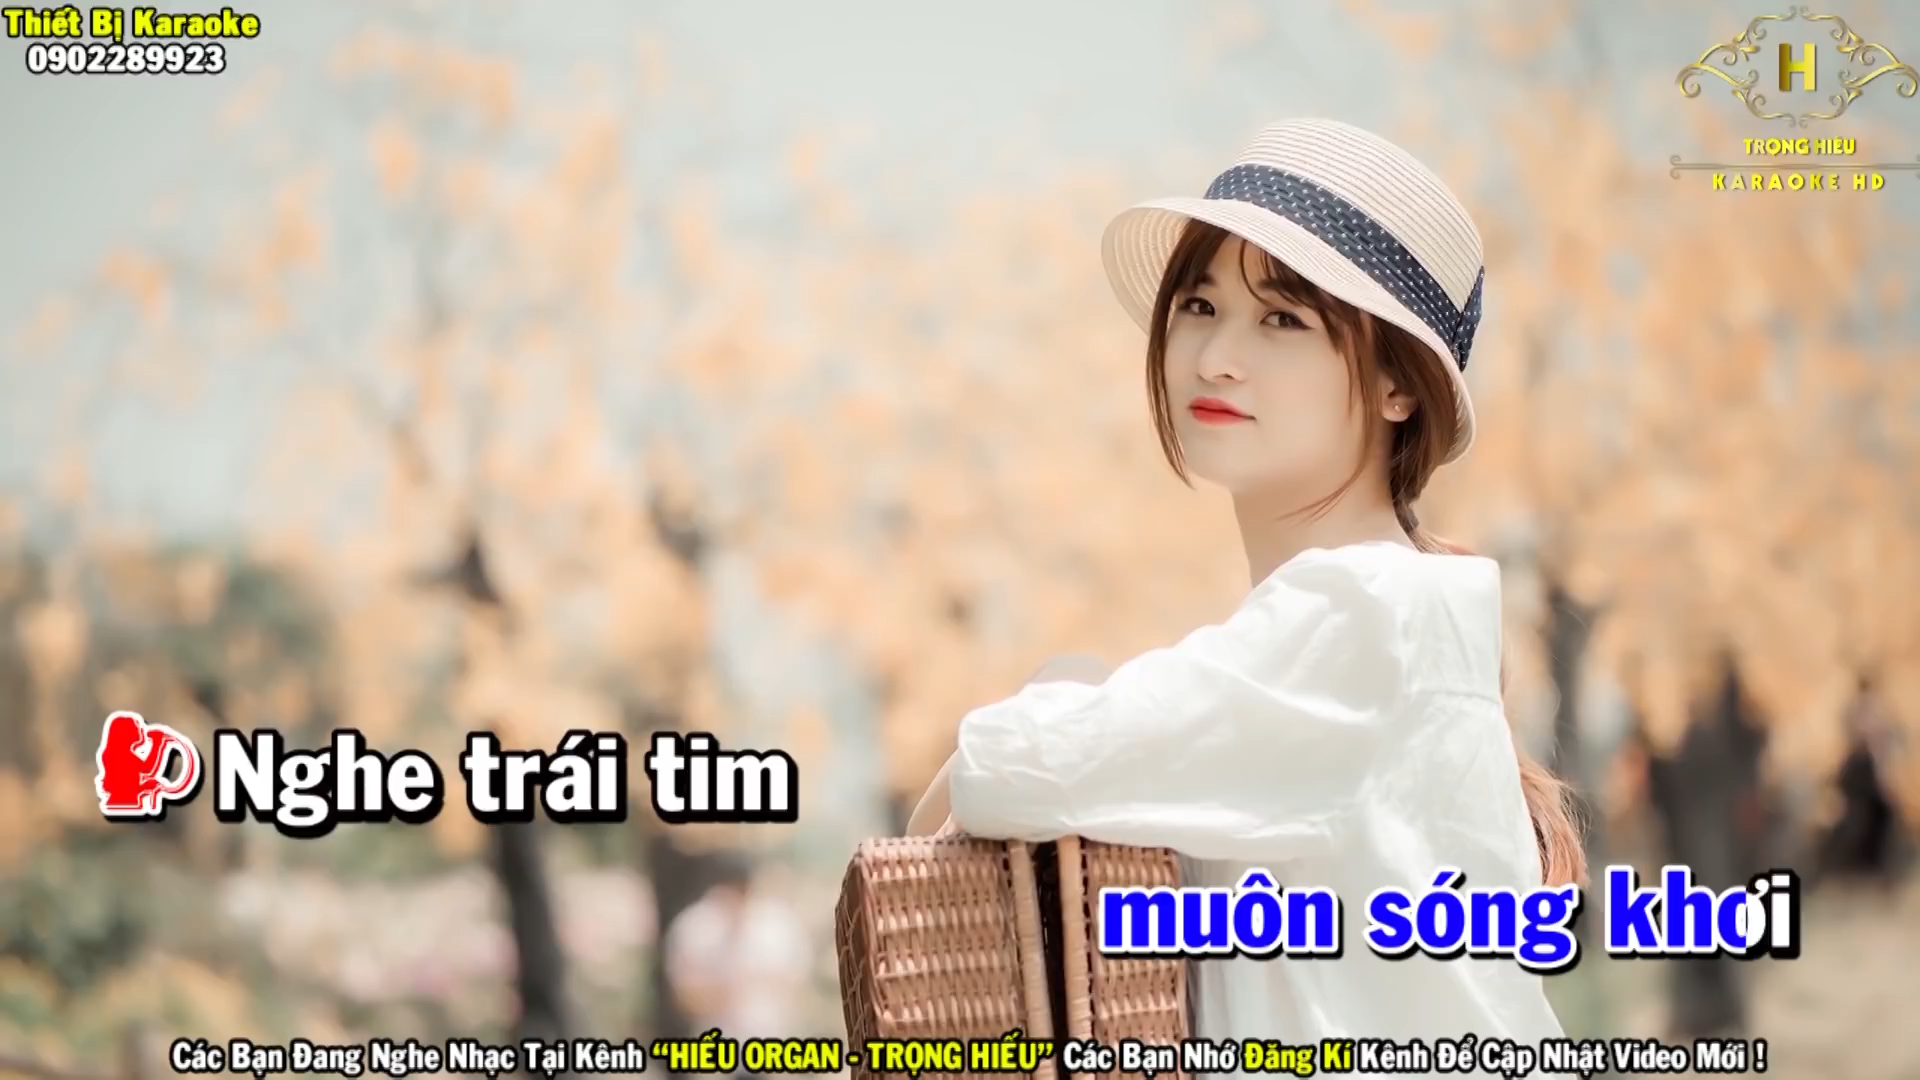 Thiết Bị Karaoke
0902289923
H
TRỌNG HIẾU
KARAOKE HD
Nghe trái tim
muôn sóng khơi
Các Bạn Đang Nghe Nhạc Tại Kênh “HIẾU ORGAN - TRỌNG HIẾU” Các Bạn Nhớ Đăng Kí Kênh Để Cập Nhật Video Mới !